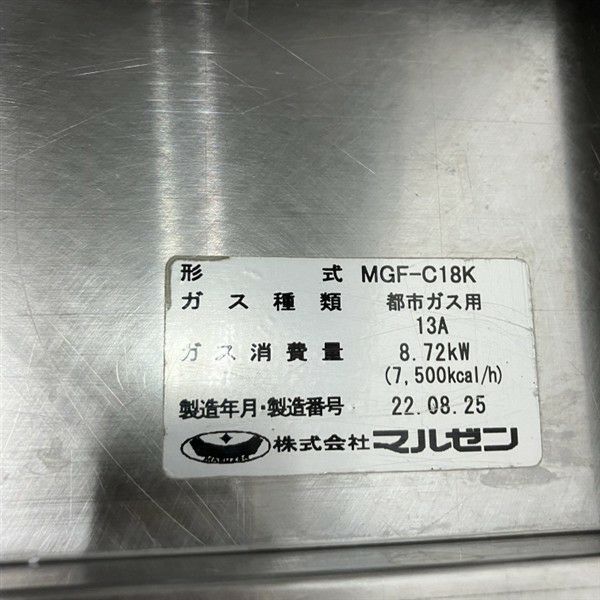 形 式 MGF-C18K
ガス種類 都市ガス用
13A
ガス消費量 8.72kW
(7,500kcal/h)
製造年月・製造番号 22.08.25
MARUZEN 株式会社 マルゼン